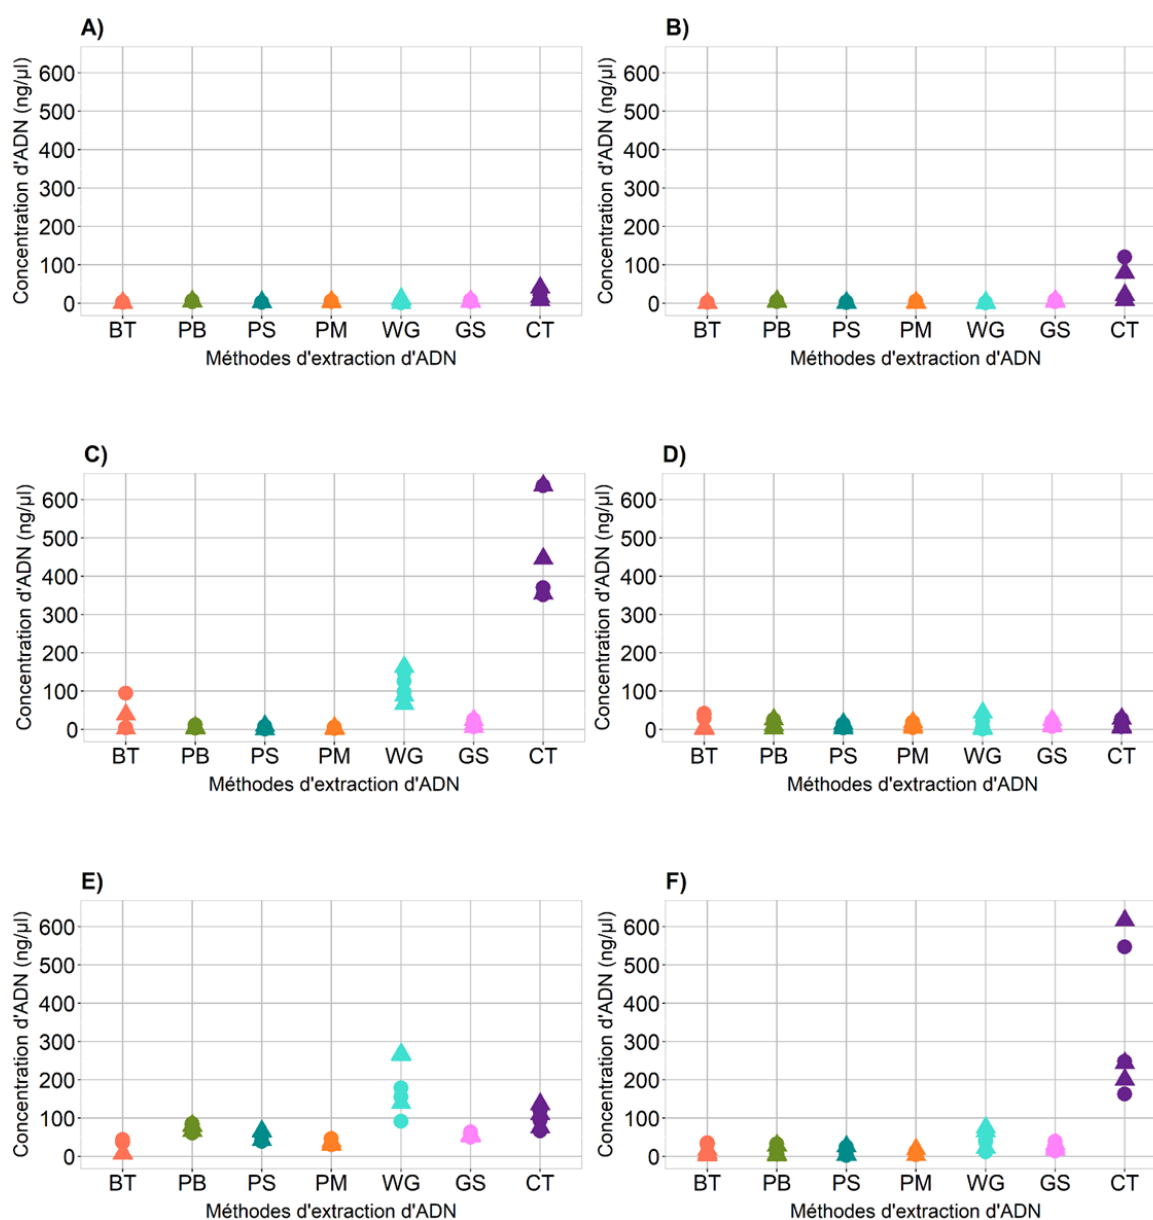 A)
Concentration d'ADN (ng/µl)
600
500
400
300
200
100
0
BT PB PS PM WG GS CT
Méthodes d'extraction d'ADN
B)
Concentration d'ADN (ng/µl)
600
500
400
300
200
100
0
BT PB PS PM WG GS CT
Méthodes d'extraction d'ADN
C)
Concentration d'ADN (ng/µl)
600
500
400
300
200
100
0
BT PB PS PM WG GS CT
Méthodes d'extraction d'ADN
D)
Concentration d'ADN (ng/µl)
600
500
400
300
200
100
0
BT PB PS PM WG GS CT
Méthodes d'extraction d'ADN
E)
Concentration d'ADN (ng/µl)
600
500
400
300
200
100
0
BT PB PS PM WG GS CT
Méthodes d'extraction d'ADN
F)
Concentration d'ADN (ng/µl)
600
500
400
300
200
100
0
BT PB PS PM WG GS CT
Méthodes d'extraction d'ADN